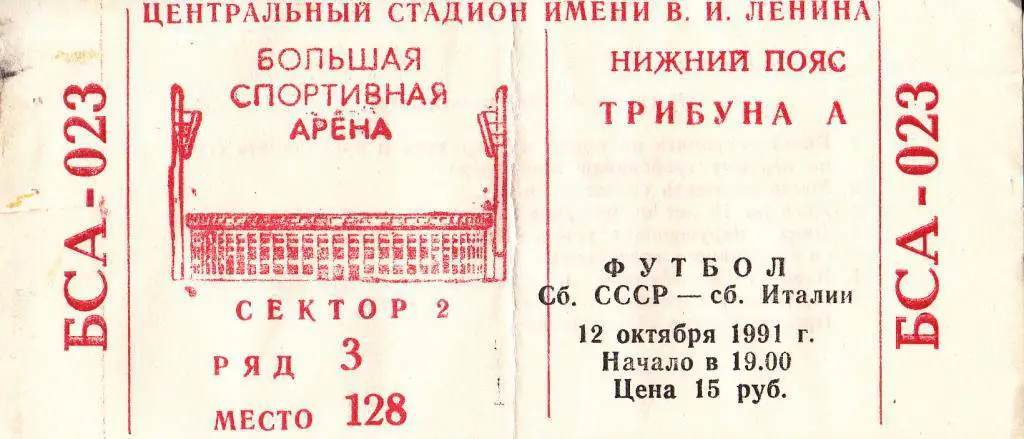 ЦЕНТРАЛЬНЫЙ СТАДИОН ИМЕНИ В. И. ЛЕНИНА
БСА-023
БОЛЬШАЯ
СПОРТИВНАЯ
АРЕНА
СЕКТОР 2
РЯД 3
МЕСТО 128
НИЖНИЙ ПОЯС
ТРИБУНА А
ФУТБОЛ
Сб. СССР — сб. Италии
12 октября 1991 г.
Начало в 19.00
Цена 15 руб.
БСА-023